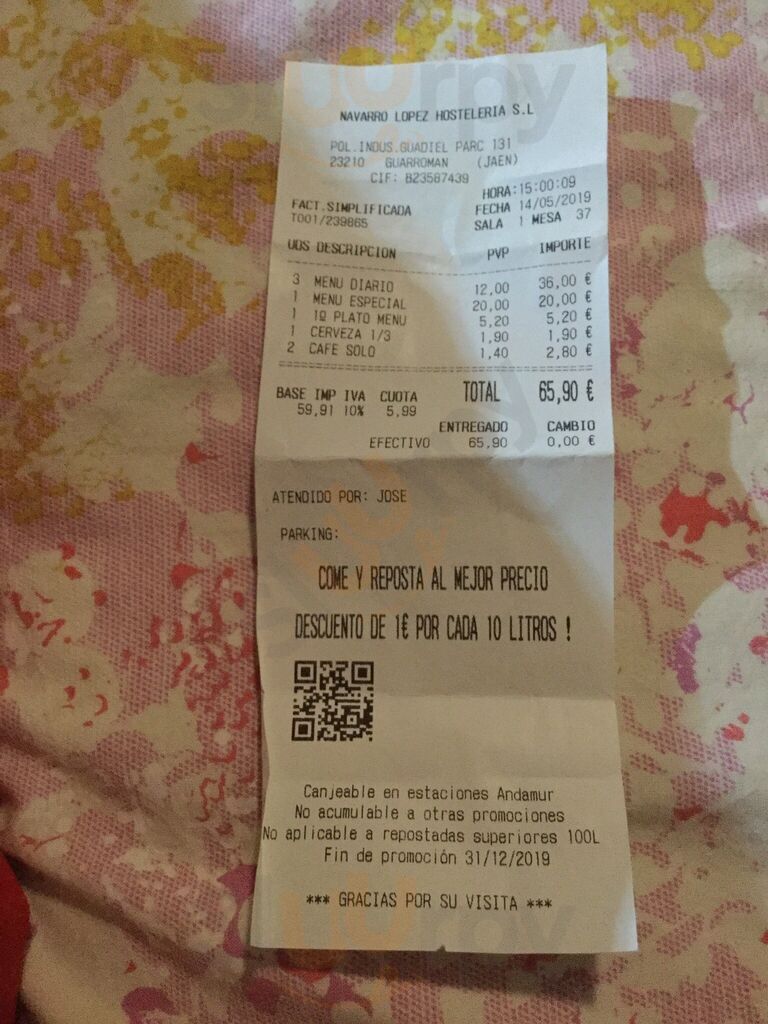 NAVARRO LOPEZ HOSTELERIA S.L
POL.INDUS.GUADIEL PARC 131
23210 GUARROMAN (JAEN)
CIF: B23587439
HORA:15:00:09
FACT.SIMPLIFICADA FECHA 14/05/2019
T001/239865 SALA 1 MESA 37
UDS DESCRIPCION PVP IMPORTE
3 MENU DIARIO 12,00 36,00 €
1 MENU ESPECIAL 20,00 20,00 €
1 1º PLATO MENU 5,20 5,20 €
1 CERVEZA 1/3 1,90 1,90 €
2 CAFE SOLO 1,40 2,80 €
BASE IMP IVA CUOTA TOTAL 65,90 €
59,91 10% 5,99
ENTREGADO CAMBIO
EFECTIVO 65,90 0,00 €
ATENDIDO POR: JOSE
PARKING:
COME Y REPOSTA AL MEJOR PRECIO
DESCUENTO DE 1€ POR CADA 10 LITROS !
Canjeable en estaciones Andamur
No acumulable a otras promociones
No aplicable a repostadas superiores 100L
Fin de promoción 31/12/2019
*** GRACIAS POR SU VISITA ***